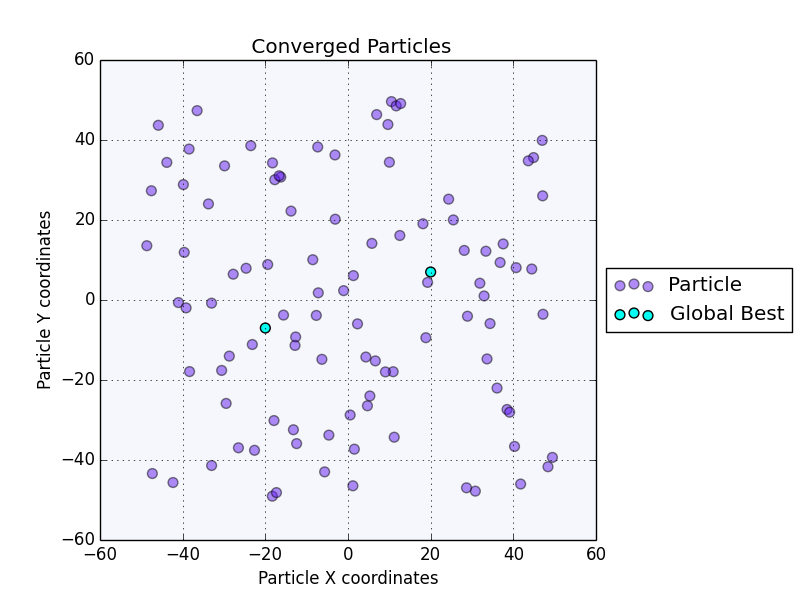 Converged Particles
60
40
20
0
−20
−40
−60
−60
−40
−20
0
20
40
60
Particle Y coordinates
Particle X coordinates
Particle
Global Best